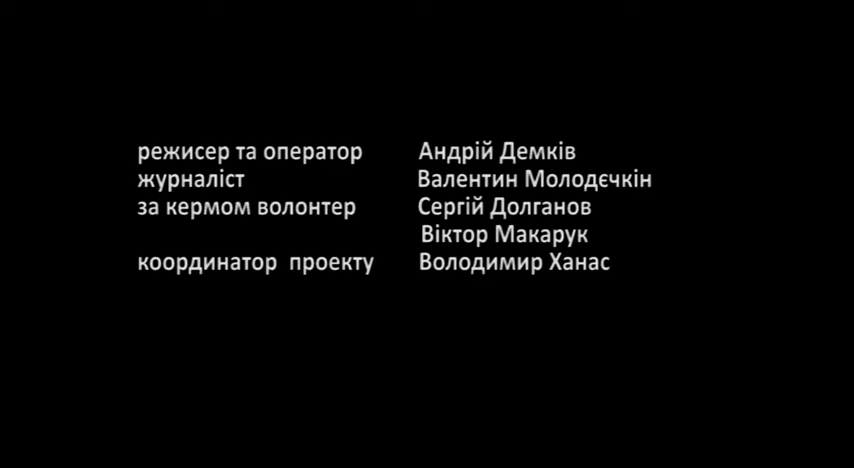 режисер та оператор Андрій Демків
журналіст Валентин Молодєчкін
за кермом волонтер Сергій Долганов
Віктор Макарук
координатор проекту Володимир Ханас